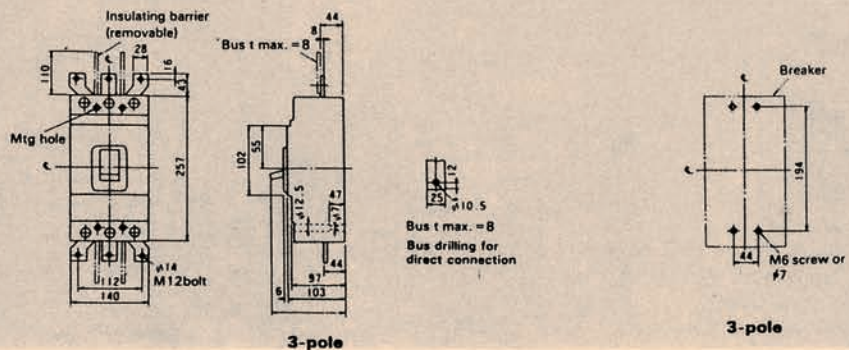 Insulating barrier
(removable)
℄
28
16
43
110
Mtg hole
℄
257
ϕ14
M12bolt
112
140
44
8
Bus t max. =8
102
55
ϕ12.5
47
ϕ17
44
97
6
103
3-pole
12
25
ϕ10.5
Bus t max. =8
Bus drilling for
direct connection
Breaker
℄
℄
194
44
M6 screw or
ϕ7
3-pole